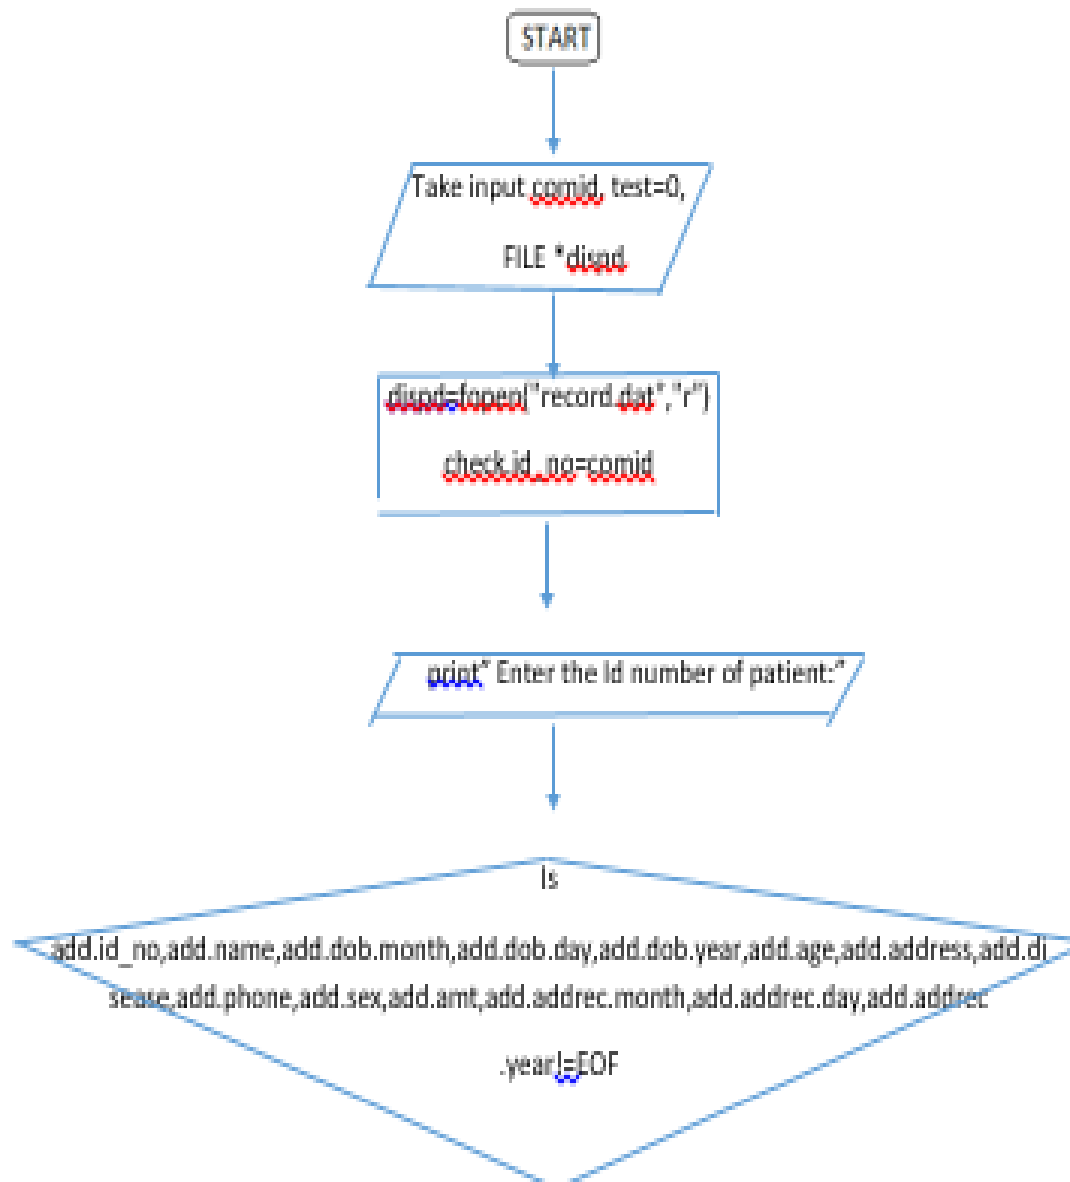 START
Take input comid, test=0,
FILE *dispd
dispd=fopen("record.dat","r")
check.id_no=comid
print" Enter the Id number of patient:"
Is
add.id_no,add.name,add.dob.month,add.dob.day,add.dob.year,add.age,add.address,add.di
sease,add.phone,add.sex,add.amt,add.addrec.month,add.addrec.day,add.addrec
.year!=EOF